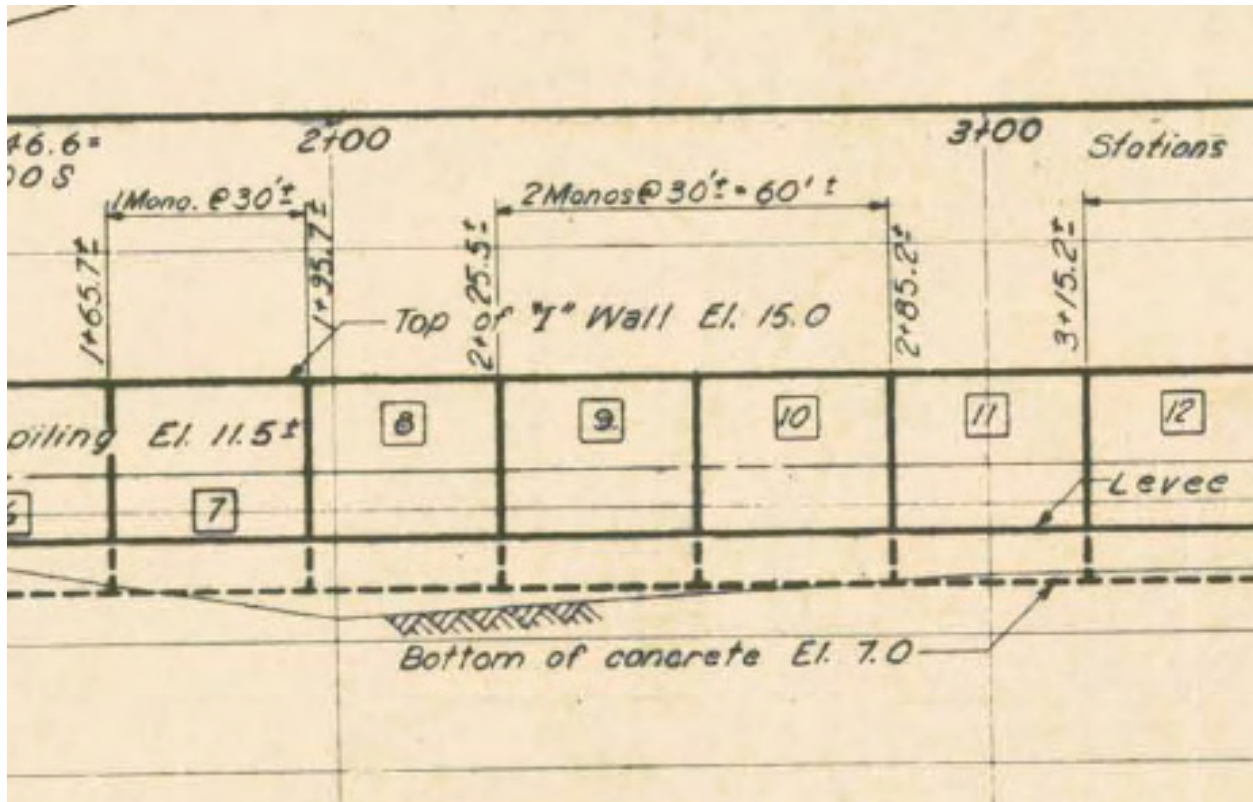 46.6=
00 S
2+00
3+00
Stations
1 Mono. @ 30'±
2 Monos @ 30'± = 60'±
1+65.7±
1+95.7±
2+25.5±
2+85.2±
3+15.2±
Top of "I" Wall El. 15.0
8
9
10
11
12
piling El. 11.5±
6
7
Levee
Bottom of concrete El. 7.0